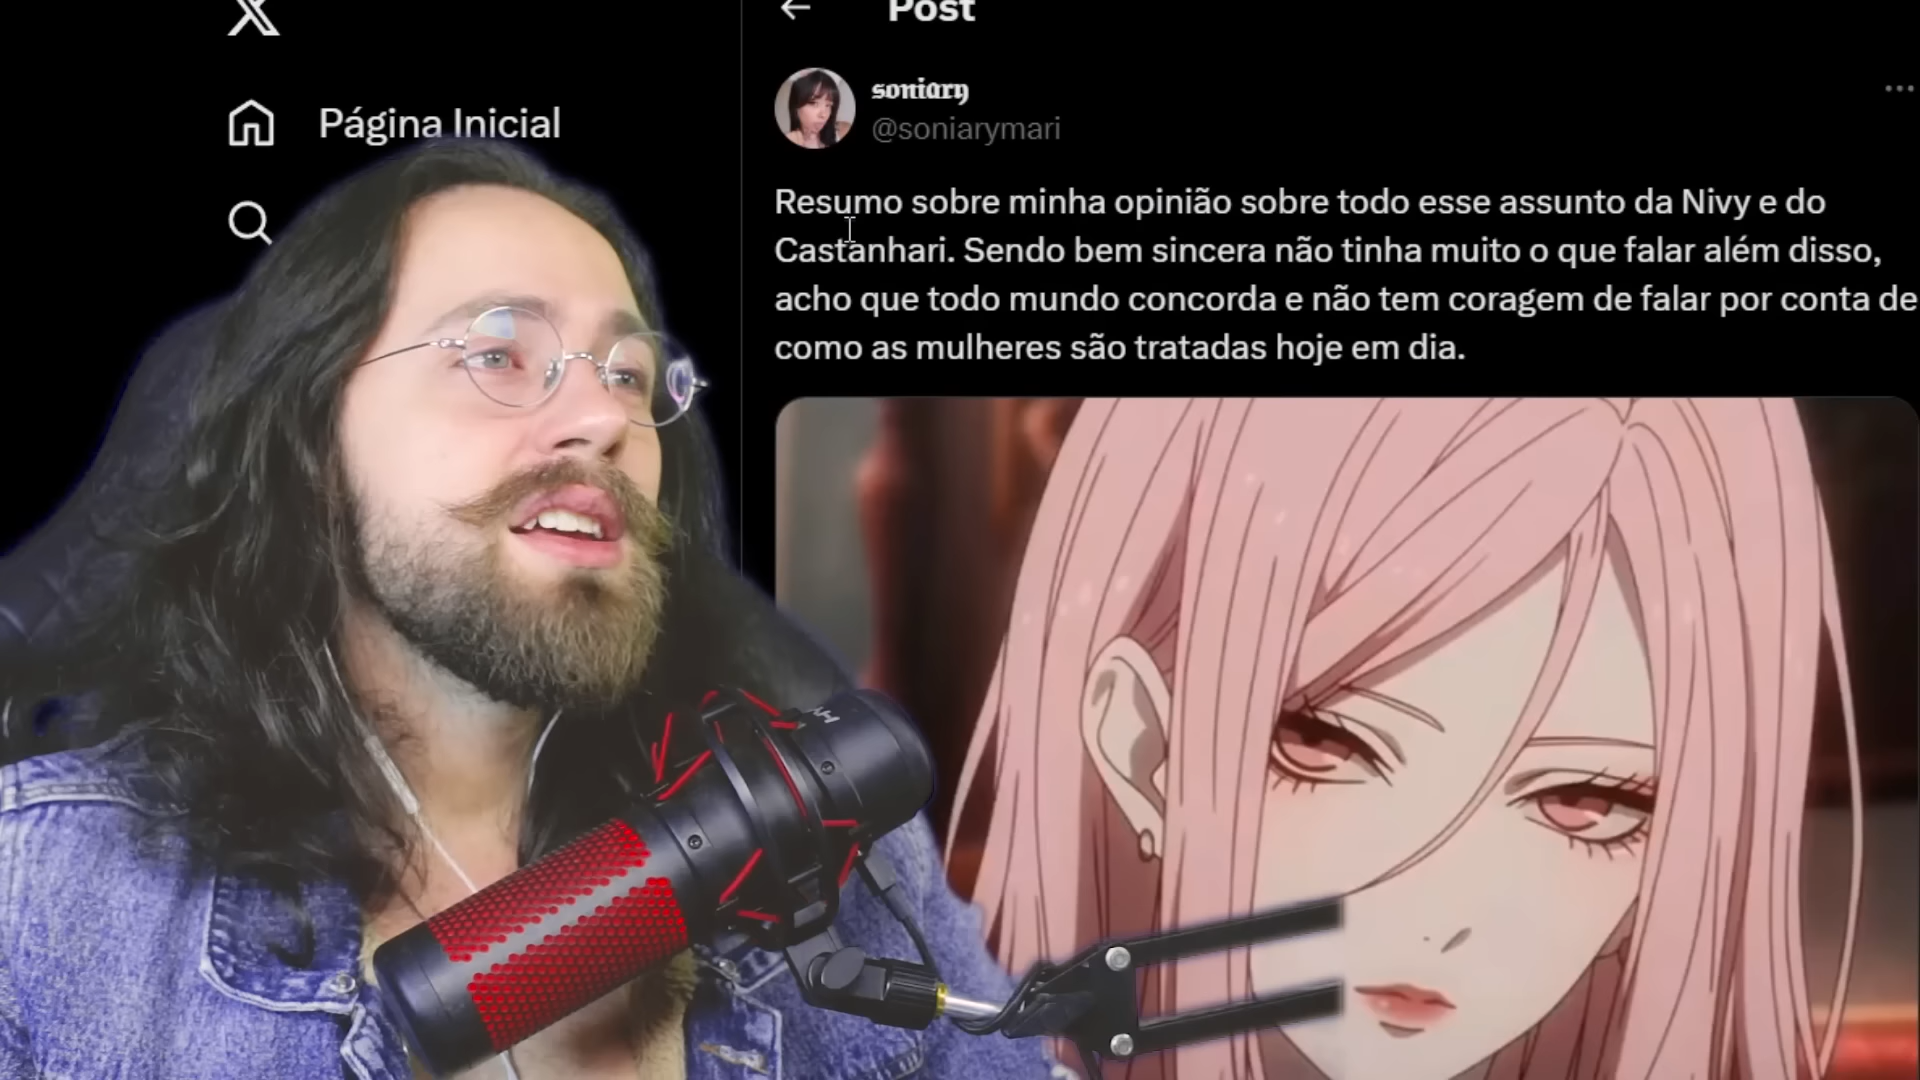 Post
Página Inicial
soniary
@soniarymari
Resumo sobre minha opinião sobre todo esse assunto da Nivy e do
Castanhari. Sendo bem sincera não tinha muito o que falar além disso,
acho que todo mundo concorda e não tem coragem de falar por conta de
como as mulheres são tratadas hoje em dia.